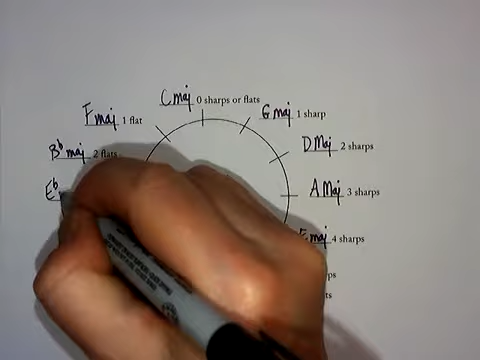 C maj 0 sharps or flats
F maj 1 flat
G maj 1 sharp
B♭ maj 2 flats
D Maj 2 sharps
E♭
A Maj 3 sharps
E maj 4 sharps